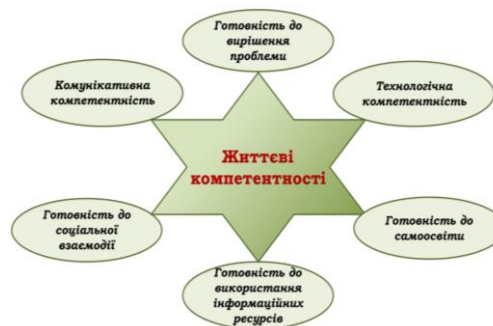 Готовність до
вирішення
проблеми
Комунікативна
компетентність
Технологічна
компетентність
Життєві
компетентності
Готовність до
соціальної
взаємодії
Готовність до
самоосвіти
Готовність до
використання
інформаційних
ресурсів